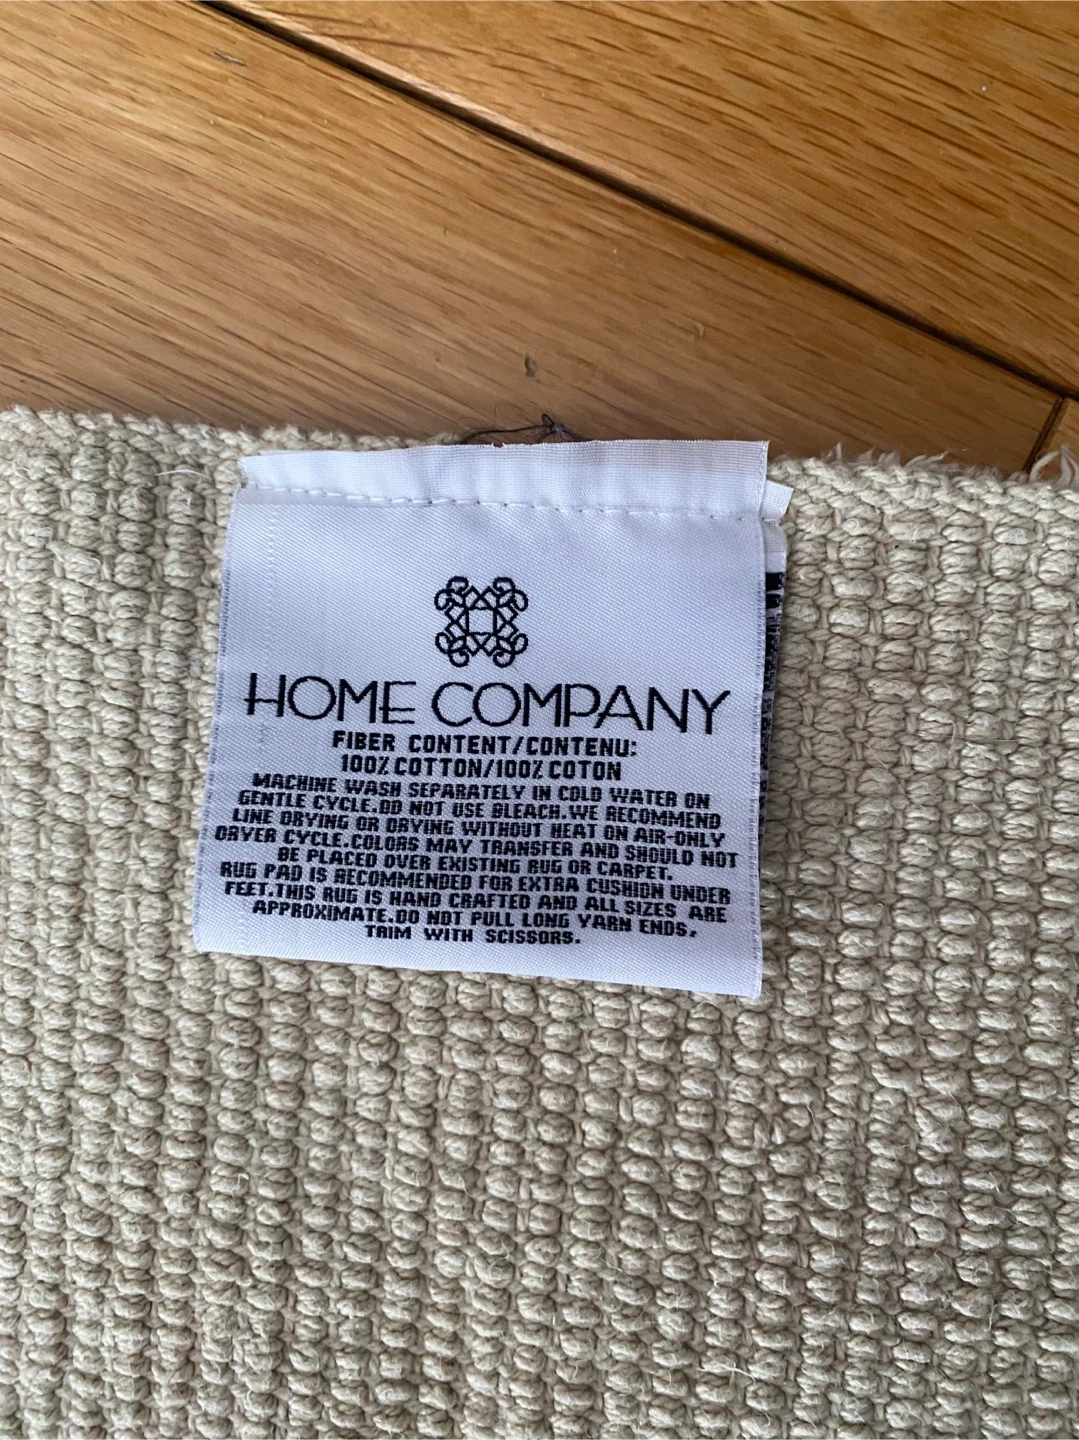 HOME COMPANY
FIBER CONTENT/CONTENU:
100% COTTON/100% COTON
MACHINE WASH SEPARATELY IN COLD WATER ON
GENTLE CYCLE.DO NOT USE BLEACH.WE RECOMMEND
LINE DRYING OR DRYING WITHOUT HEAT ON AIR-ONLY
DRYER CYCLE.COLORS MAY TRANSFER AND SHOULD NOT
BE PLACED OVER EXISTING RUG OR CARPET.
RUG PAD IS RECOMMENDED FOR EXTRA CUSHION UNDER
FEET.THIS RUG IS HAND CRAFTED AND ALL SIZES ARE
APPROXIMATE.DO NOT PULL LONG YARN ENDS.
TRIM WITH SCISSORS.